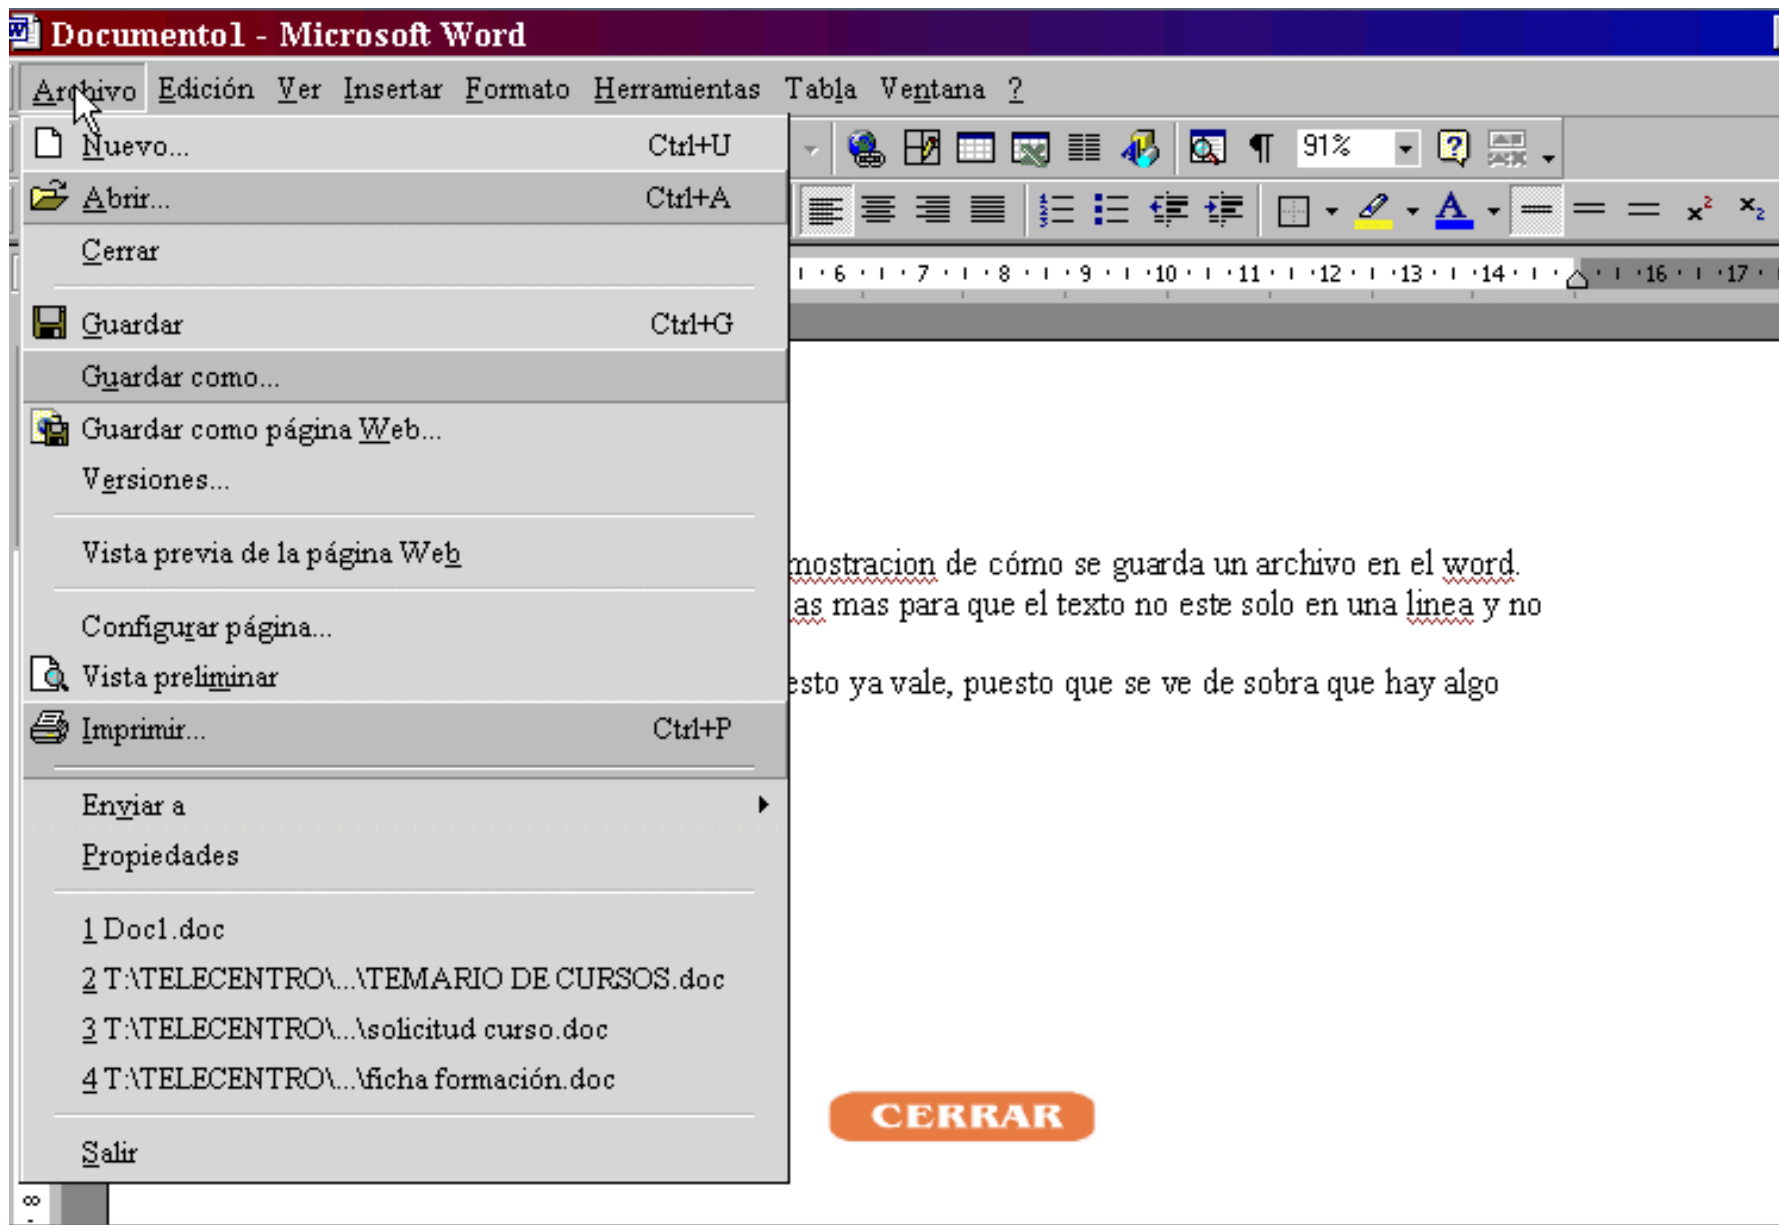 Documento1 - Microsoft Word
Archivo Edición Ver Insertar Formato Herramientas Tabla Ventana ?
Nuevo... Ctrl+U
91%
Abrir... Ctrl+A
x² x₂
Cerrar
6 7 8 9 10 11 12 13 14 16 17
Guardar Ctrl+G
Guardar como...
Guardar como página Web...
Versiones...
Vista previa de la página Web
mostracion de cómo se guarda un archivo en el word.
as mas para que el texto no este solo en una linea y no
Configurar página...
Vista preliminar
esto ya vale, puesto que se ve de sobra que hay algo
Imprimir... Ctrl+P
Enviar a
Propiedades
1 Doc1.doc
2 T:\TELECENTRO\...\TEMARIO DE CURSOS.doc
3 T:\TELECENTRO\...\solicitud curso.doc
4 T:\TELECENTRO\...\ficha formación.doc
CERRAR
Salir
8